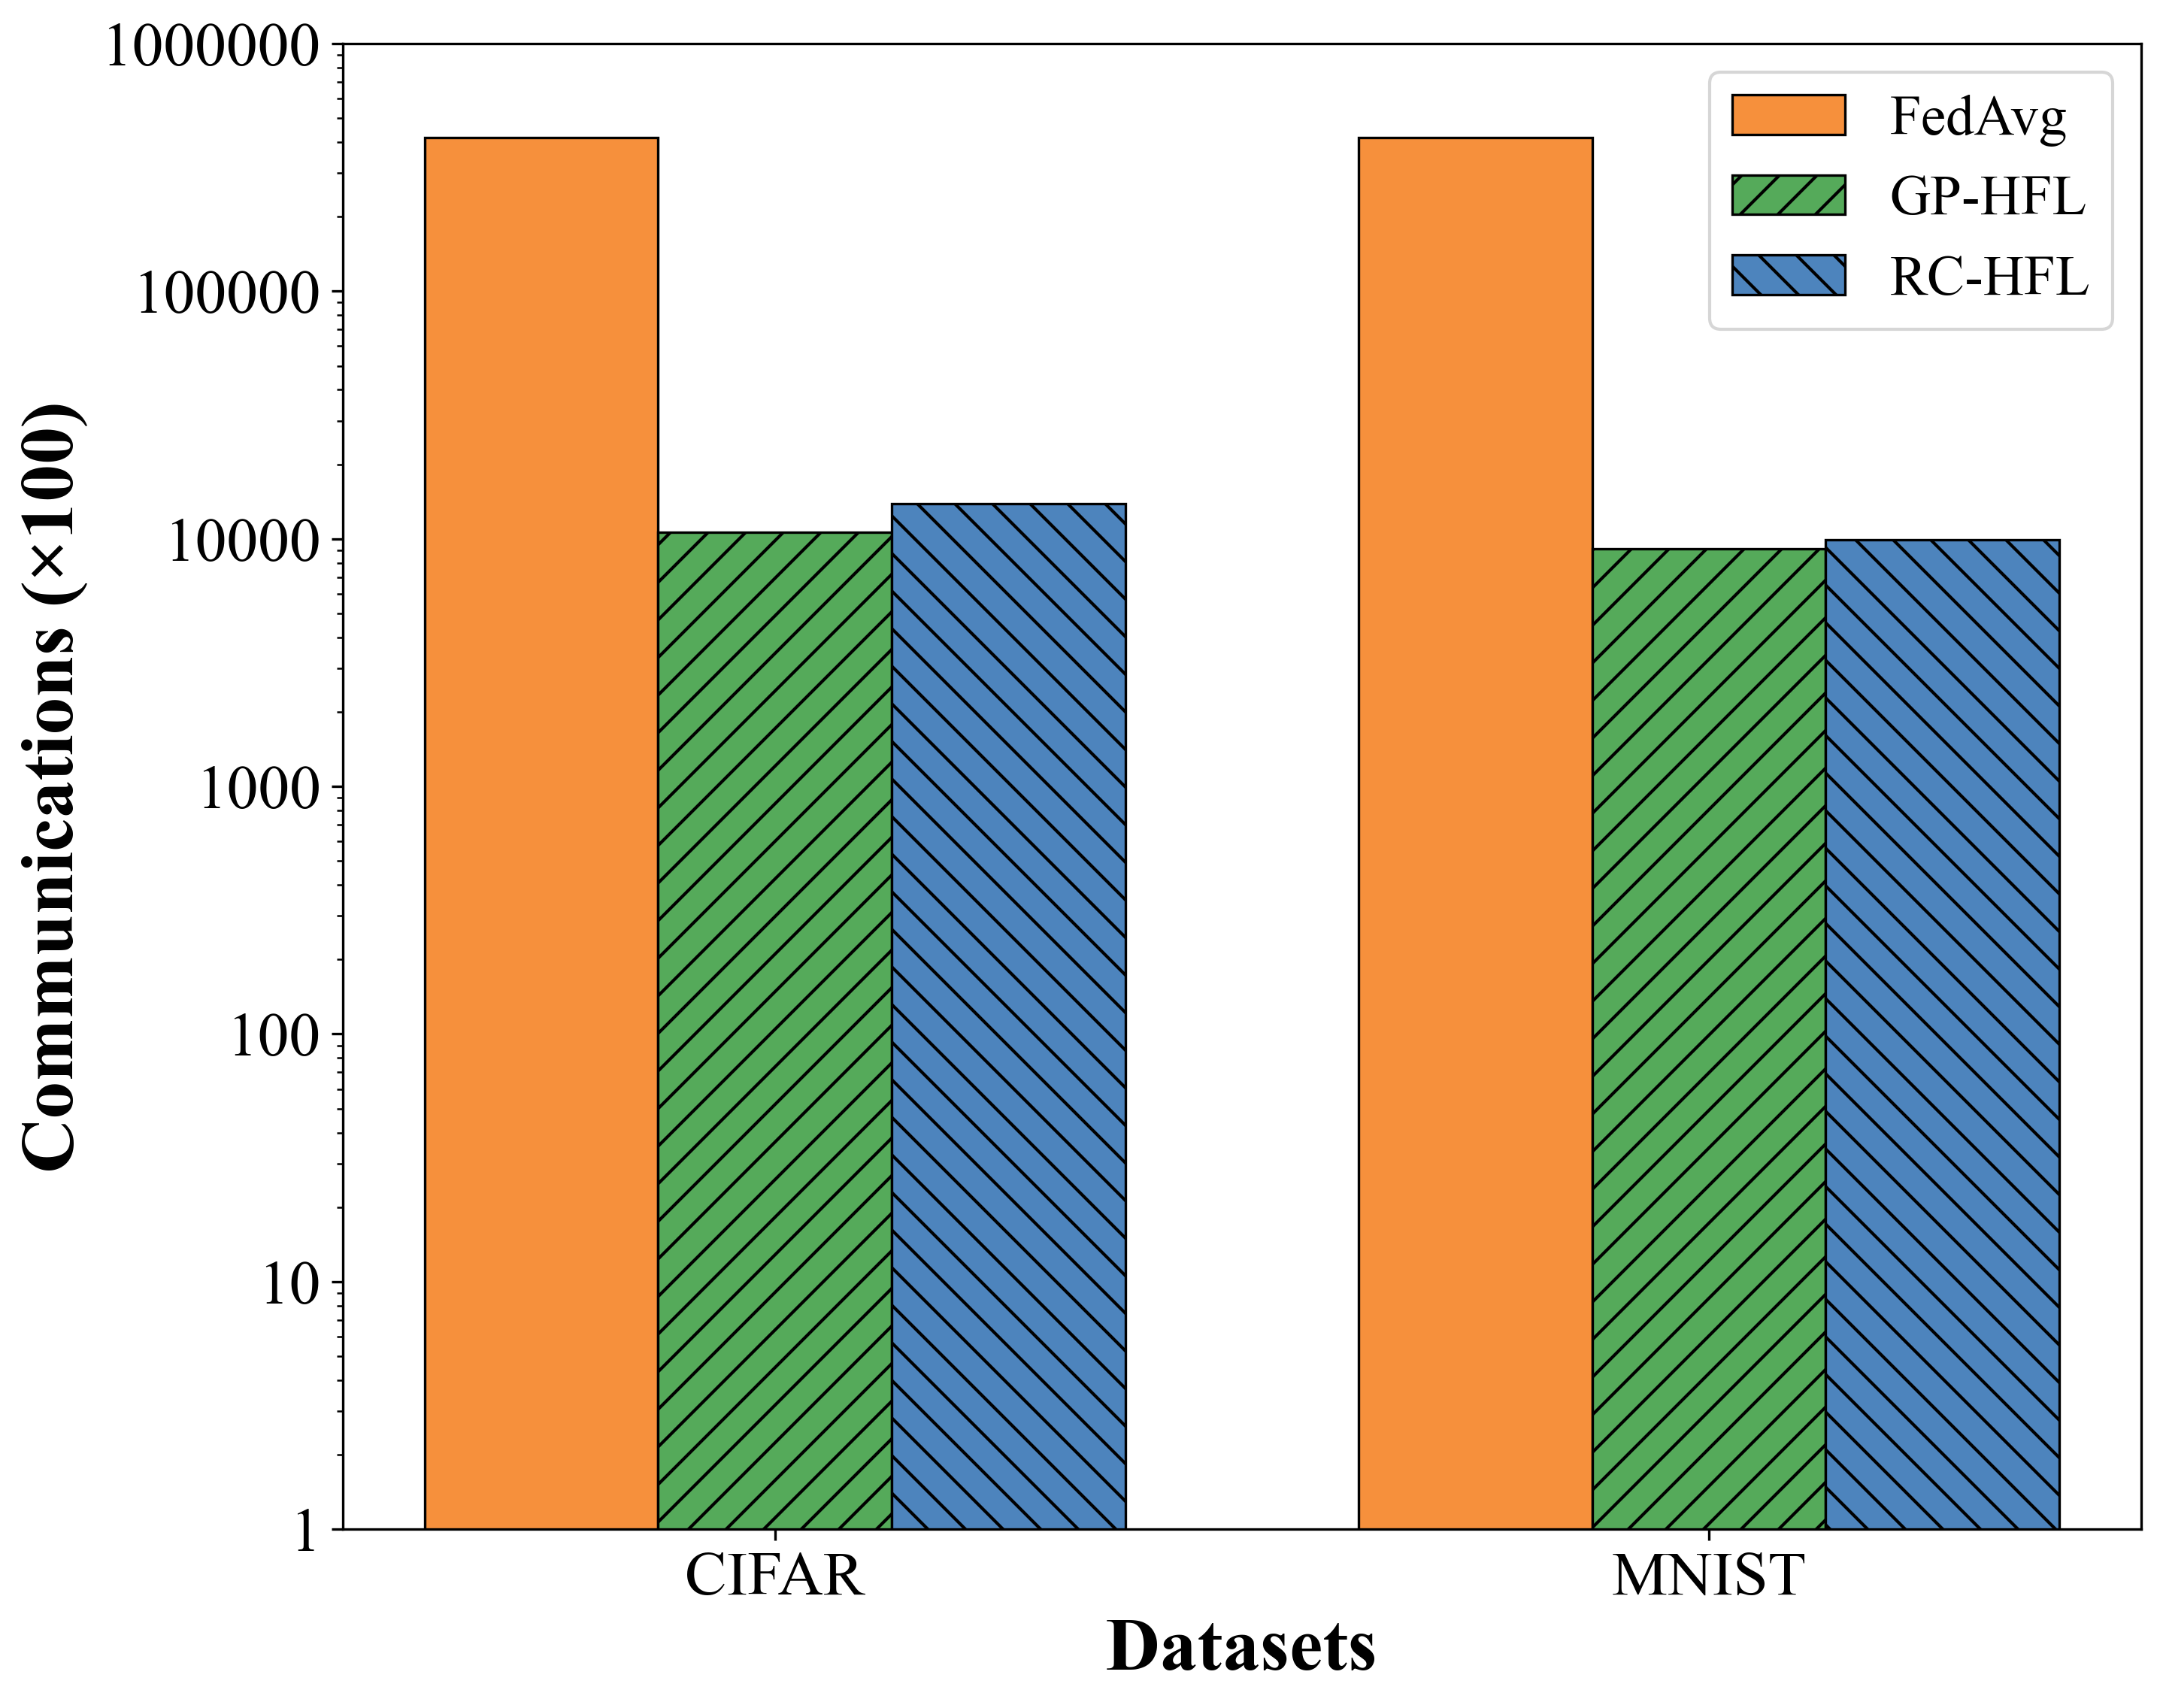 1000000
100000
10000
1000
100
10
1
Communications (×100)
FedAvg
GP-HFL
RC-HFL
CIFAR
MNIST
Datasets